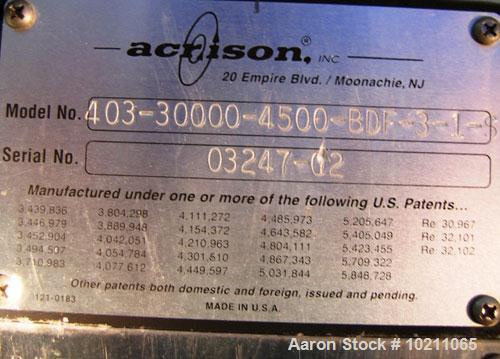 acrison, ® INC
20 Empire Blvd. / Moonachie, NJ
Model No. 403-30000-4500-BDF-3-1-
Serial No. 03247-02
Manufactured under one or more of the following U.S. Patents...
3,439,836 3,804,298 4,111,272 4,485,973 5,205,647 Re: 30,967
3,446,979 3,889,948 4,154,372 4,643,582 5,405,049 Re: 32,101
3,452,904 4,042,051 4,210,963 4,804,111 5,423,455 Re: 32,102
3,494,507 4,054,784 4,301,510 4,867,343 5,709,322
3,710,983 4,077,612 4,449,597 5,031,844 5,848,728
Other patents both domestic and foreign, issued and pending.
121-0183 MADE IN U.S.A.
Aaron Stock # 10211065